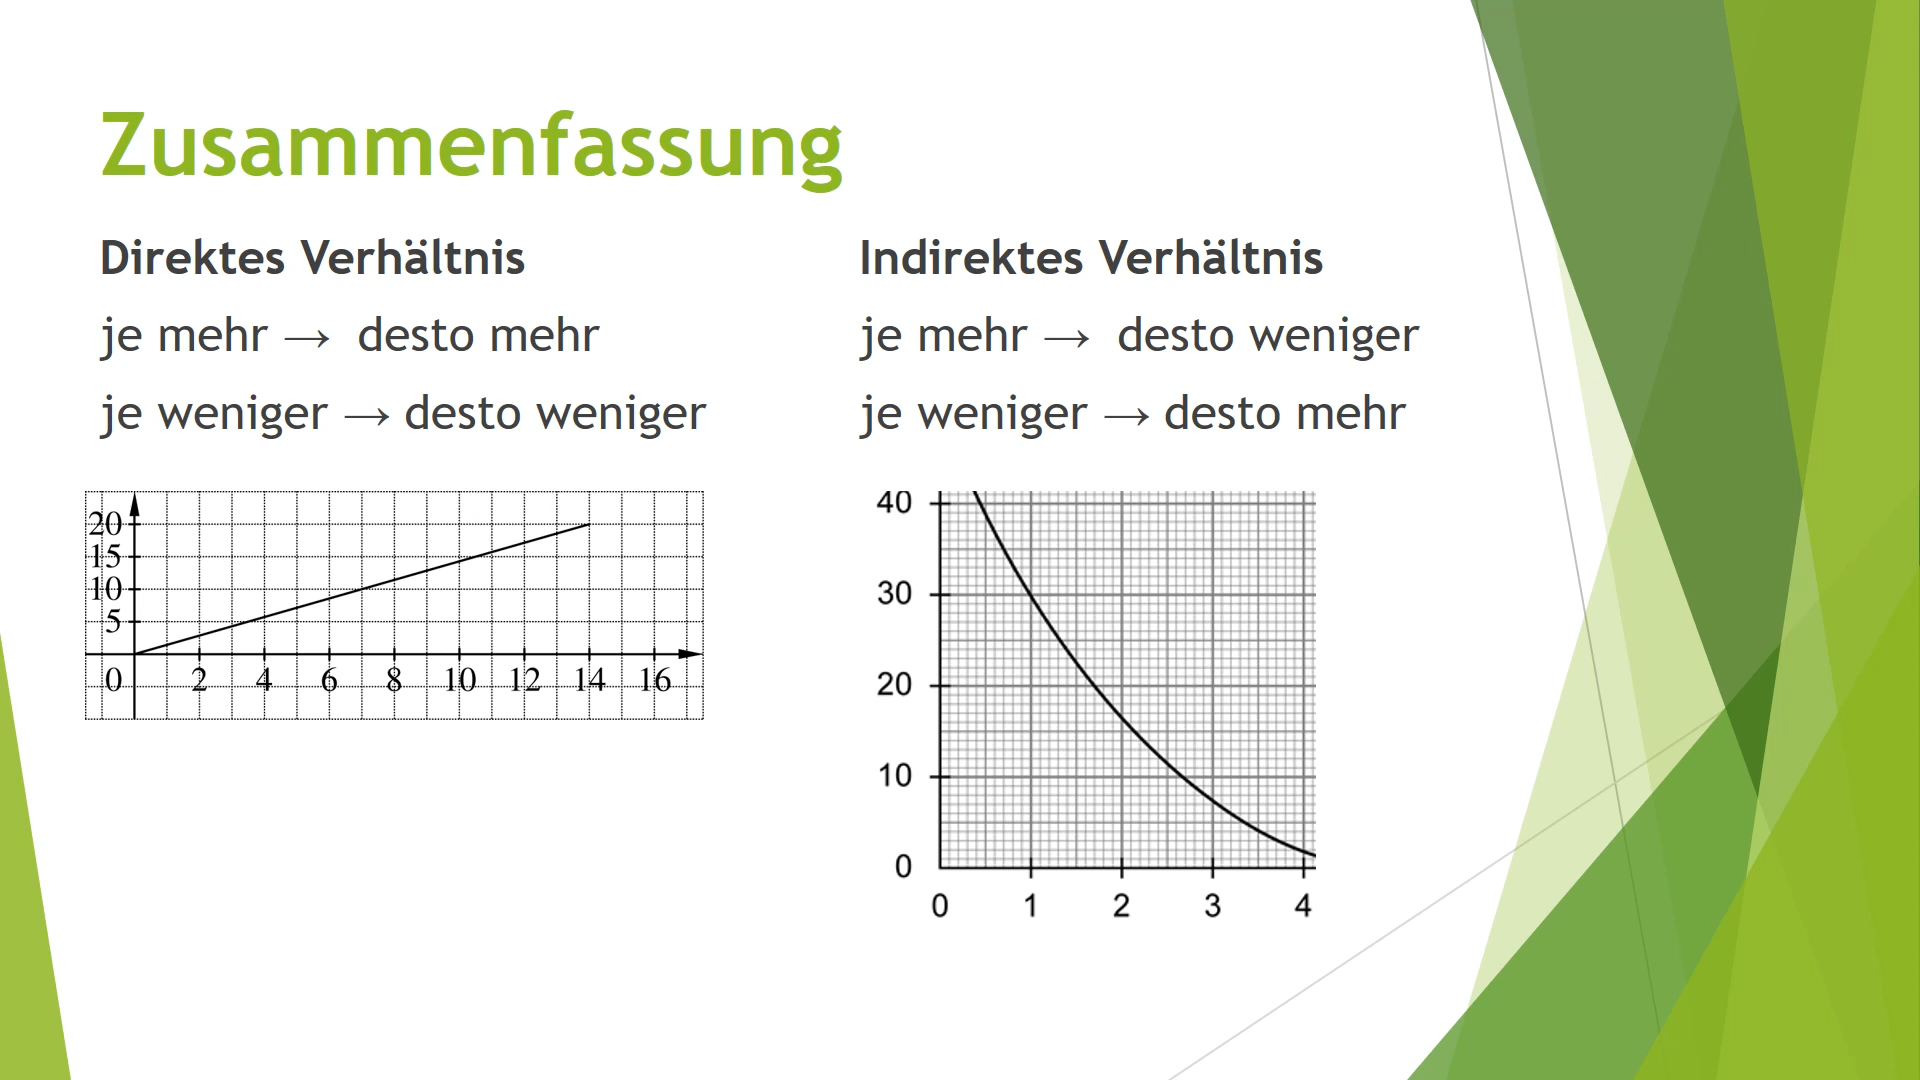 Zusammenfassung
Direktes Verhältnis
je mehr → desto mehr
je weniger → desto weniger
20
15
10
5
0 2 4 6 8 10 12 14 16
Indirektes Verhältnis
je mehr → desto weniger
je weniger → desto mehr
40
30
20
10
0
0 1 2 3 4